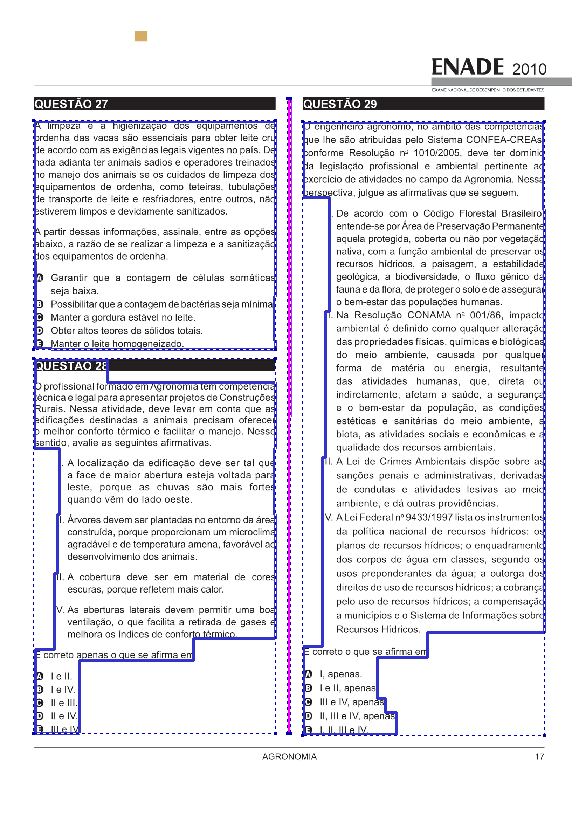 ENADE 2010
EXAME NACIONAL DE DESEMPENHO DOS ESTUDANTES
QUESTÃO 27
A limpeza e a higienização dos equipamentos de
ordenha das vacas são essenciais para obter leite cru
de acordo com as exigências legais vigentes no país. De
nada adianta ter animais sadios e operadores treinados
no manejo dos animais se os cuidados de limpeza dos
equipamentos de ordenha, como teteiras, tubulações
de transporte de leite e resfriadores, entre outros, não
estiverem limpos e devidamente sanitizados.
A partir dessas informações, assinale, entre as opções
abaixo, a razão de se realizar a limpeza e a sanitização
dos equipamentos de ordenha.
A Garantir que a contagem de células somáticas
seja baixa.
B Possibilitar que a contagem de bactérias seja mínima.
C Manter a gordura estável no leite.
D Obter altos teores de sólidos totais.
E Manter o leite homogeneizado.
QUESTÃO 28
O profissional formado em Agronomia tem competência
técnica e legal para apresentar projetos de Construções
Rurais. Nessa atividade, deve levar em conta que as
edificações destinadas a animais precisam oferecer
o melhor conforto térmico e facilitar o manejo. Nesse
sentido, avalie as seguintes afirmativas.
I. A localização da edificação deve ser tal que
a face de maior abertura esteja voltada para
leste, porque as chuvas são mais fortes
quando vêm do lado oeste.
II. Árvores devem ser plantadas no entorno da área
construída, porque proporcionam um microclima
agradável e de temperatura amena, favorável ao
desenvolvimento dos animais.
III. A cobertura deve ser em material de cores
escuras, porque refletem mais calor.
IV. As aberturas laterais devem permitir uma boa
ventilação, o que facilita a retirada de gases e
melhora os índices de conforto térmico.
É correto apenas o que se afirma em
A I e II.
B I e IV.
C II e III.
D II e IV.
E III e IV.
QUESTÃO 29
O engenheiro agrônomo, no âmbito das competências
que lhe são atribuídas pelo Sistema CONFEA-CREAs,
conforme Resolução nº 1010/2005, deve ter domínio
da legislação profissional e ambiental pertinente ao
exercício de atividades no campo da Agronomia. Nessa
perspectiva, julgue as afirmativas que se seguem.
I. De acordo com o Código Florestal Brasileiro,
entende-se por Área de Preservação Permanente
aquela protegida, coberta ou não por vegetação
nativa, com a função ambiental de preservar os
recursos hídricos, a paisagem, a estabilidade
geológica, a biodiversidade, o fluxo gênico da
fauna e da flora, de proteger o solo e de assegurar
o bem-estar das populações humanas.
II. Na Resolução CONAMA nº 001/86, impacto
ambiental é definido como qualquer alteração
das propriedades físicas, químicas e biológicas
do meio ambiente, causada por qualquer
forma de matéria ou energia, resultante
das atividades humanas, que, direta ou
indiretamente, afetam a saúde, a segurança
e o bem-estar da população, as condições
estéticas e sanitárias do meio ambiente, a
biota, as atividades sociais e econômicas e a
qualidade dos recursos ambientais.
III. A Lei de Crimes Ambientais dispõe sobre as
sanções penais e administrativas, derivadas
de condutas e atividades lesivas ao meio
ambiente, e dá outras providências.
IV. A Lei Federal nº 9433/1997 lista os instrumentos
da política nacional de recursos hídricos: os
planos de recursos hídricos; o enquadramento
dos corpos de água em classes, segundo os
usos preponderantes da água; a outorga dos
direitos de uso de recursos hídricos; a cobrança
pelo uso de recursos hídricos; a compensação
a municípios e o Sistema de Informações sobre
Recursos Hídricos.
É correto o que se afirma em
A I, apenas.
B I e II, apenas.
C III e IV, apenas.
D II, III e IV, apenas.
E I, II, III e IV.
AGRONOMIA
17